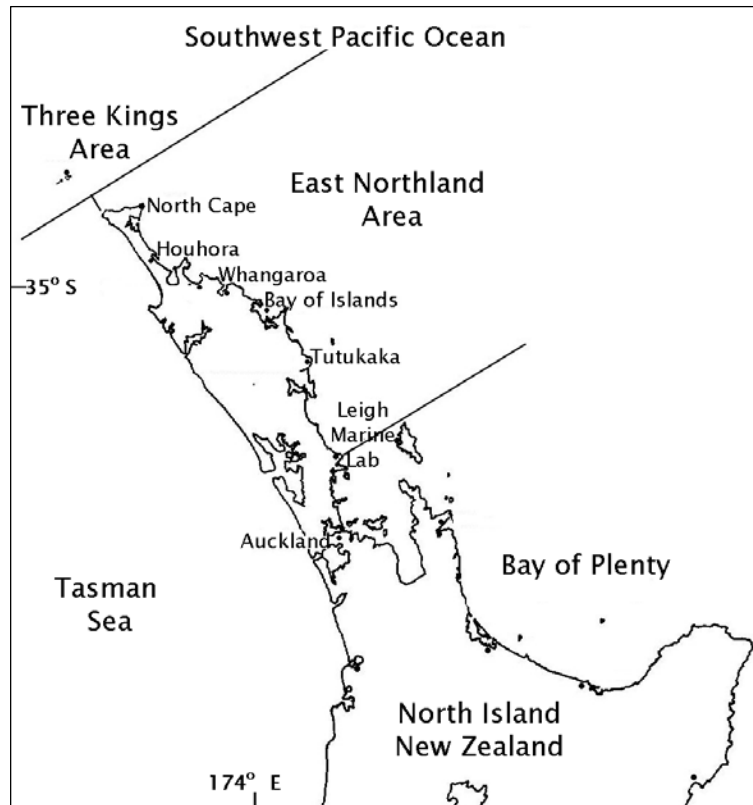 Southwest Pacific Ocean
Three Kings
Area
East Northland
Area
North Cape
Houhora
35° S
Whangaroa
Bay of Islands
Tutukaka
Leigh
Marine
Lab
Auckland
Bay of Plenty
Tasman
Sea
North Island
New Zealand
174° E